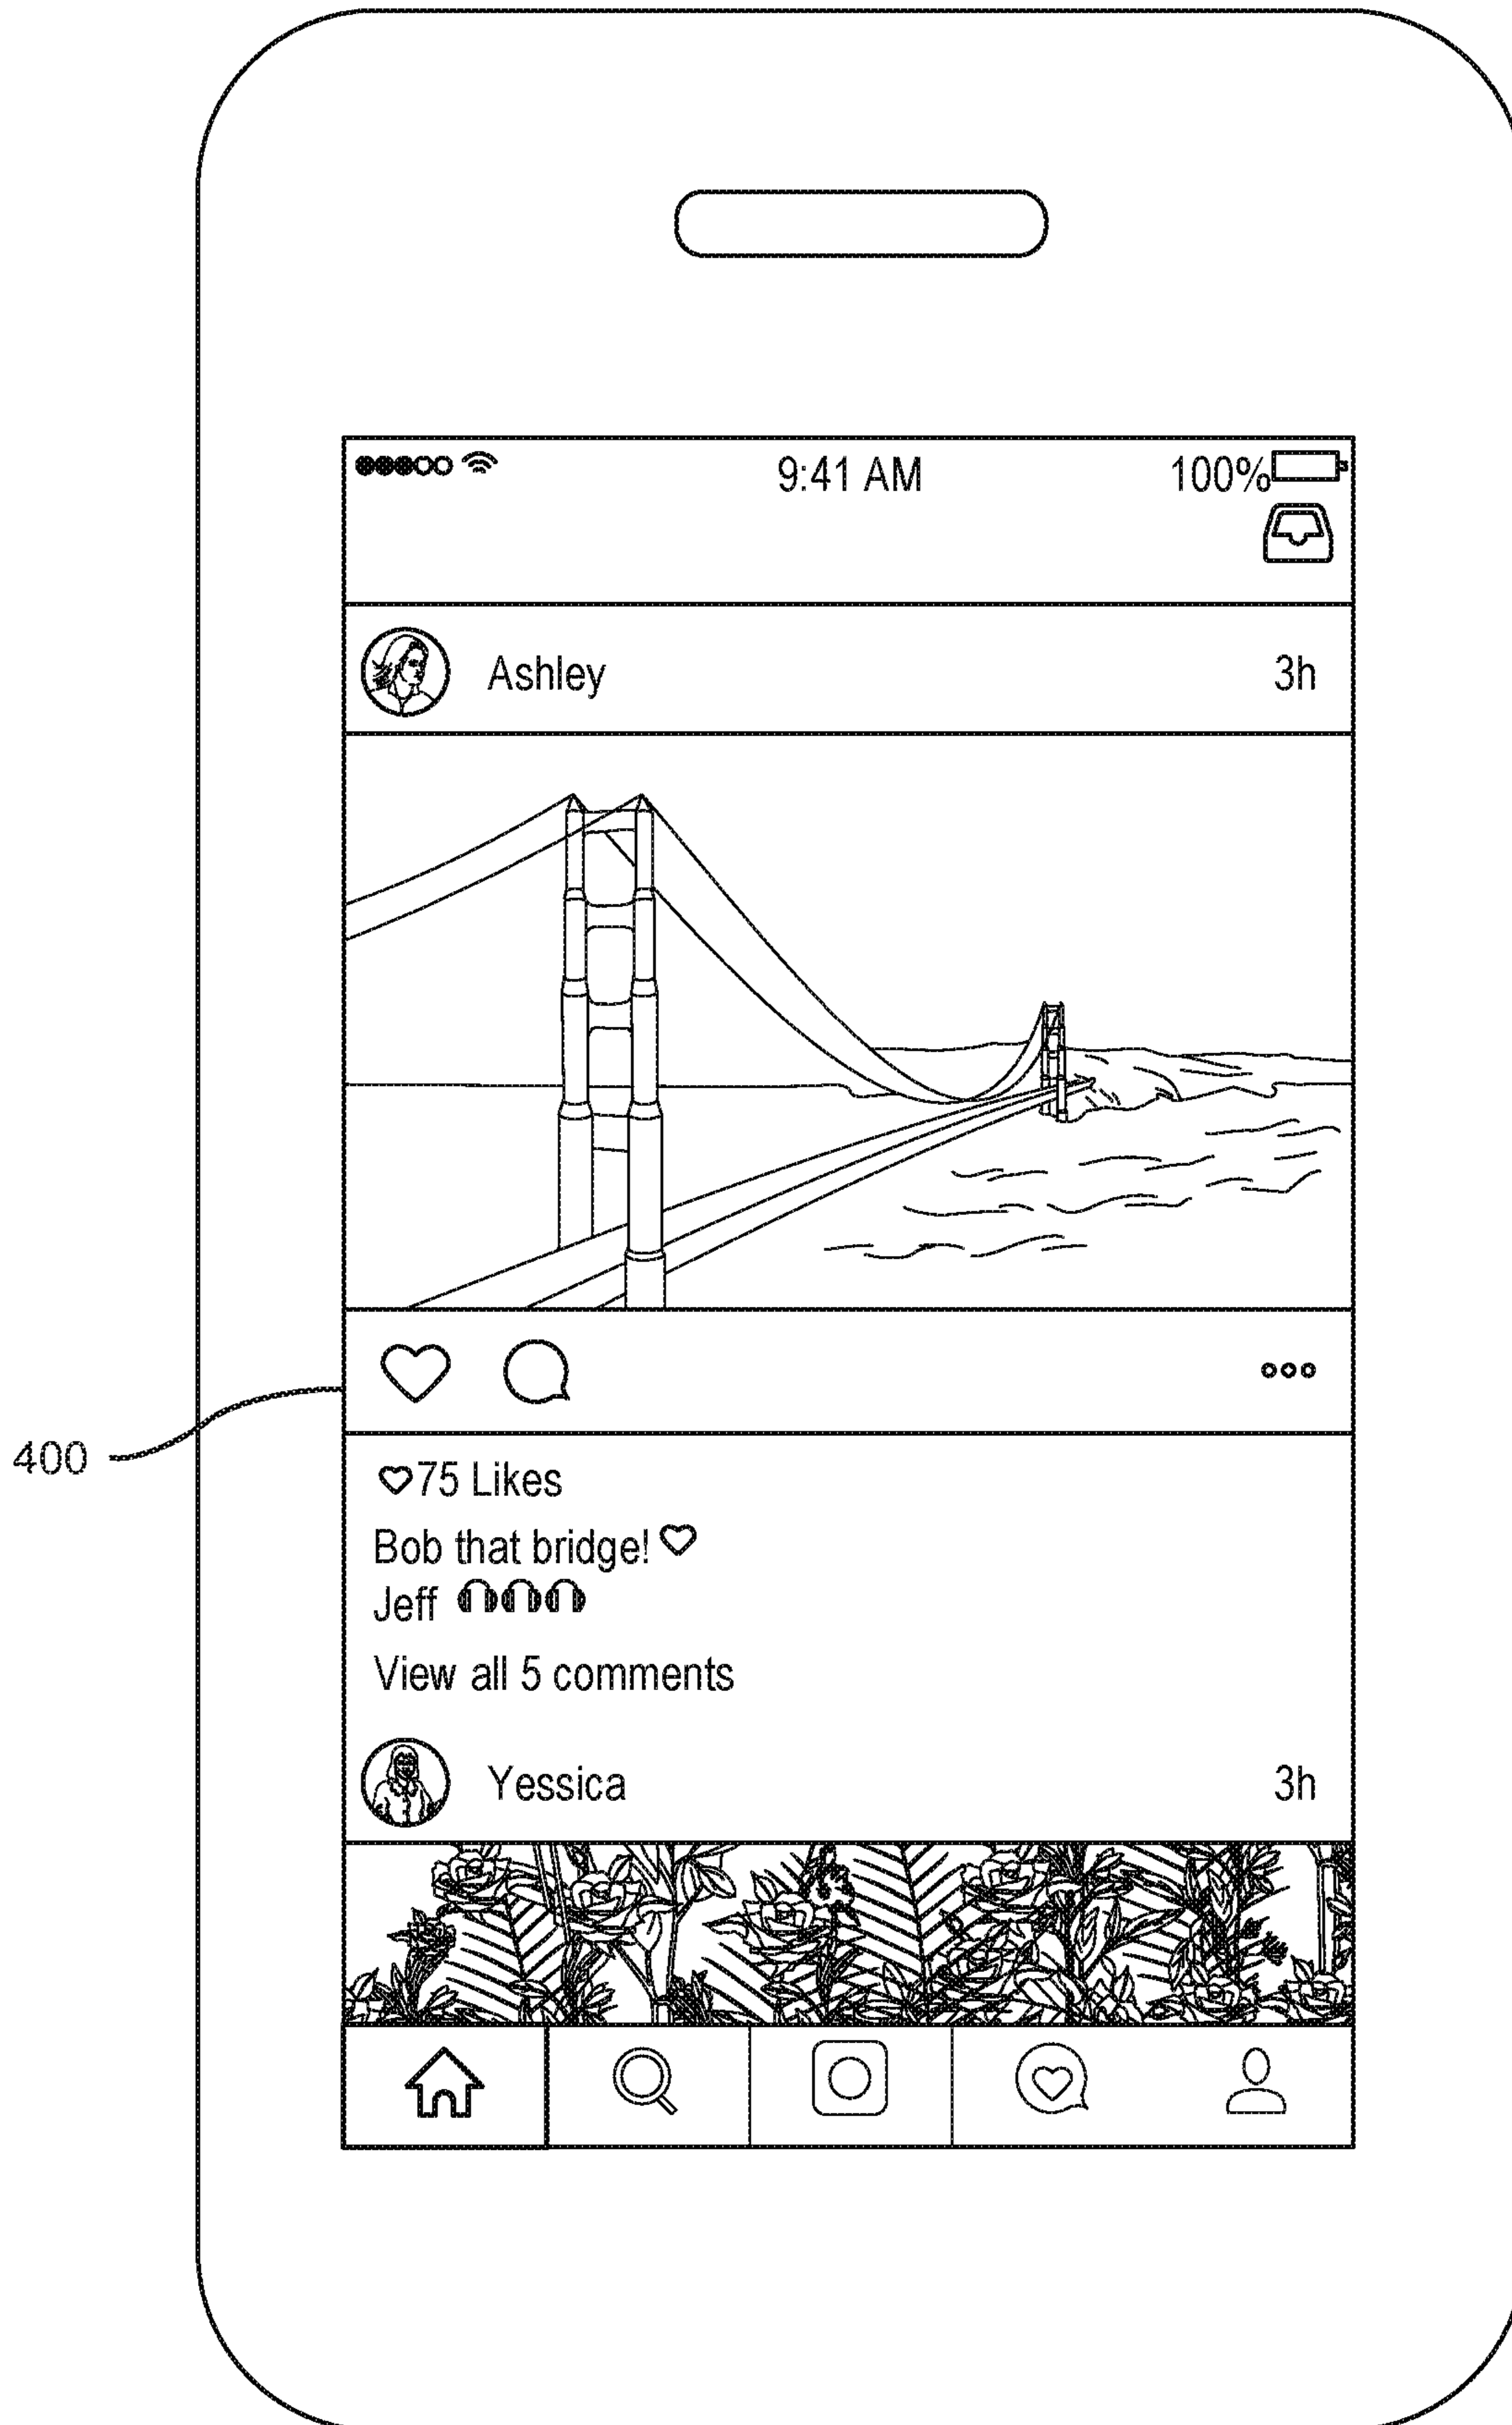 9:41 AM 100%
Ashley 3h
400
75 Likes
Bob that bridge!
Jeff
View all 5 comments
Yessica 3h